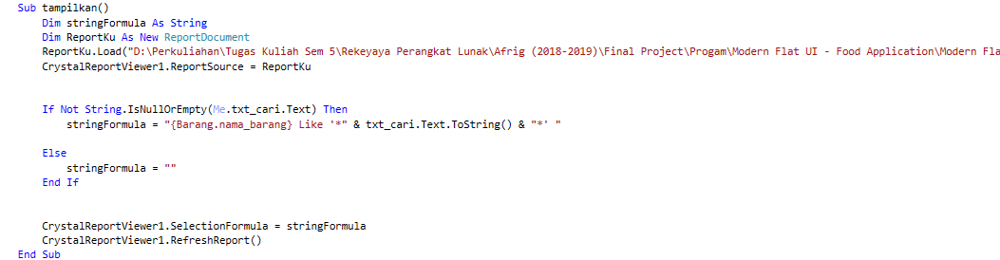 Sub tampilkan()
Dim stringFormula As String
Dim ReportKu As New ReportDocument
ReportKu.Load("D:\Perkuliahan\Tugas Kuliah Sem 5\Rekeyaya Perangkat Lunak\Afrig (2018-2019)\Final Project\Progam\Modern Flat UI - Food Application\Modern Fla
CrystalReportViewer1.ReportSource = ReportKu
If Not String.IsNullOrEmpty(Me.txt_cari.Text) Then
stringFormula = "{Barang.nama_barang} Like '*" & txt_cari.Text.ToString() & "*' "
Else
stringFormula = ""
End If
CrystalReportViewer1.SelectionFormula = stringFormula
CrystalReportViewer1.RefreshReport()
End Sub